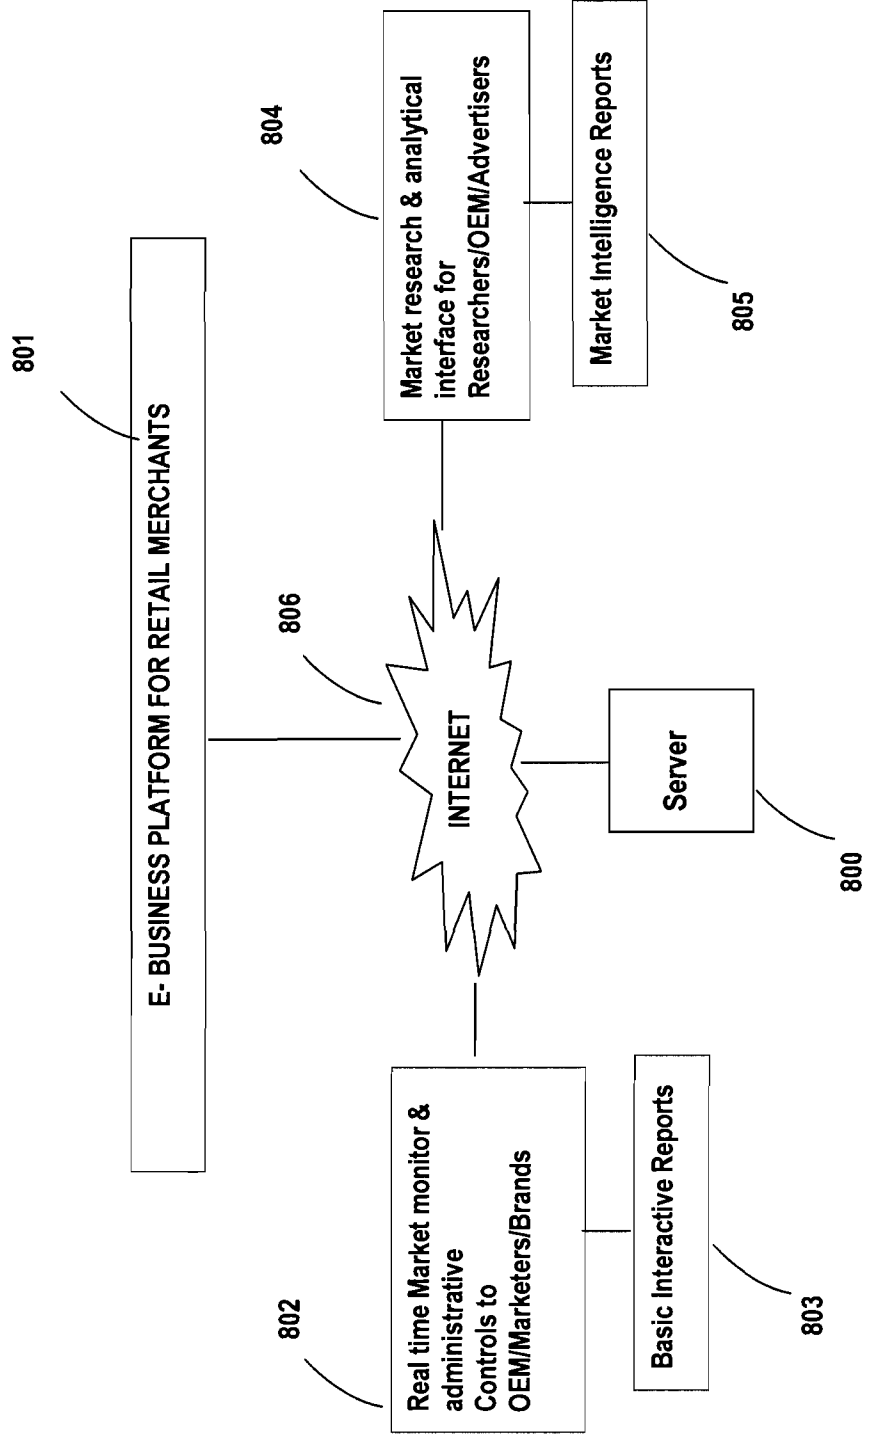 801
E- BUSINESS PLATFORM FOR RETAIL MERCHANTS
802
Real time Market monitor &
administrative
Controls to
OEM/Marketers/Brands
Basic Interactive Reports
803
806
INTERNET
Server
800
804
Market research & analytical
interface for
Researchers/OEM/Advertisers
Market Intelligence Reports
805